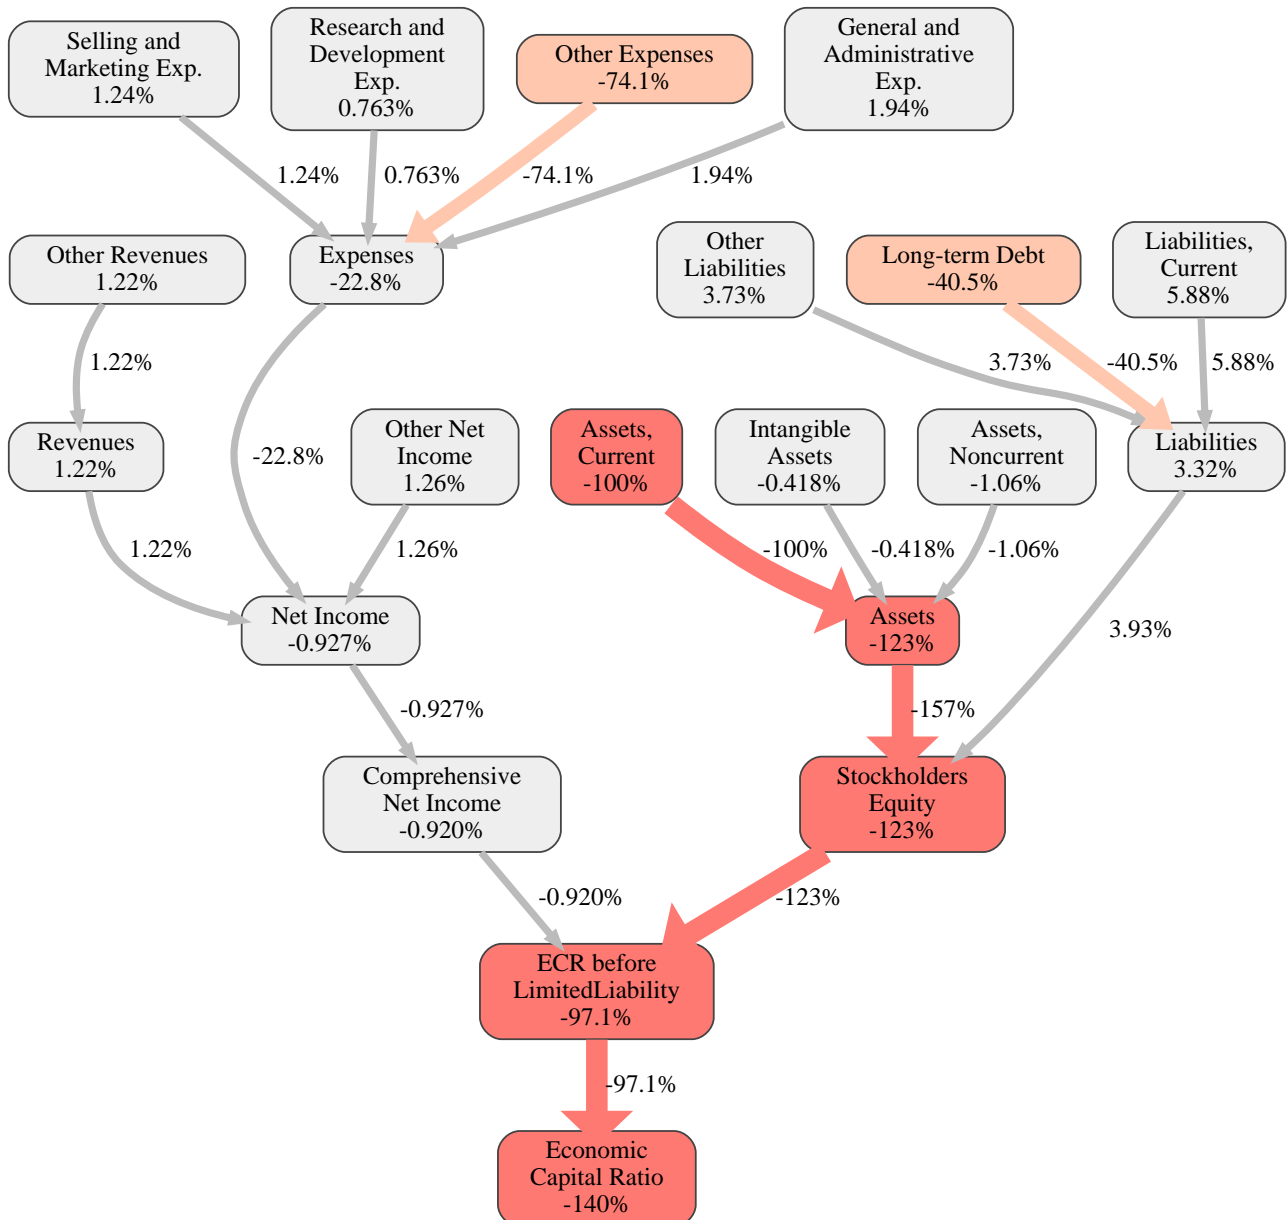 Selling and
Marketing Exp.
1.24%
Research and
Development
Exp.
0.763%
Other Expenses
-74.1%
General and
Administrative
Exp.
1.94%
1.24%
0.763%
-74.1%
1.94%
Other Revenues
1.22%
Expenses
-22.8%
Other
Liabilities
3.73%
Long-term Debt
-40.5%
Liabilities,
Current
5.88%
1.22%
3.73%
-40.5%
5.88%
Revenues
1.22%
-22.8%
Other Net
Income
1.26%
Assets,
Current
-100%
Intangible
Assets
-0.418%
Assets,
Noncurrent
-1.06%
Liabilities
3.32%
1.22%
1.26%
-100%
-0.418%
-1.06%
Net Income
-0.927%
Assets
-123%
3.93%
-0.927%
-157%
Comprehensive
Net Income
-0.920%
Stockholders
Equity
-123%
-0.920%
-123%
ECR before
LimitedLiability
-97.1%
-97.1%
Economic
Capital Ratio
-140%